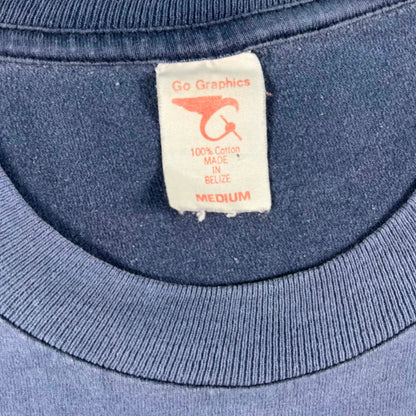 Go Graphics
100% Cotton
MADE
IN
BELIZE
MEDIUM